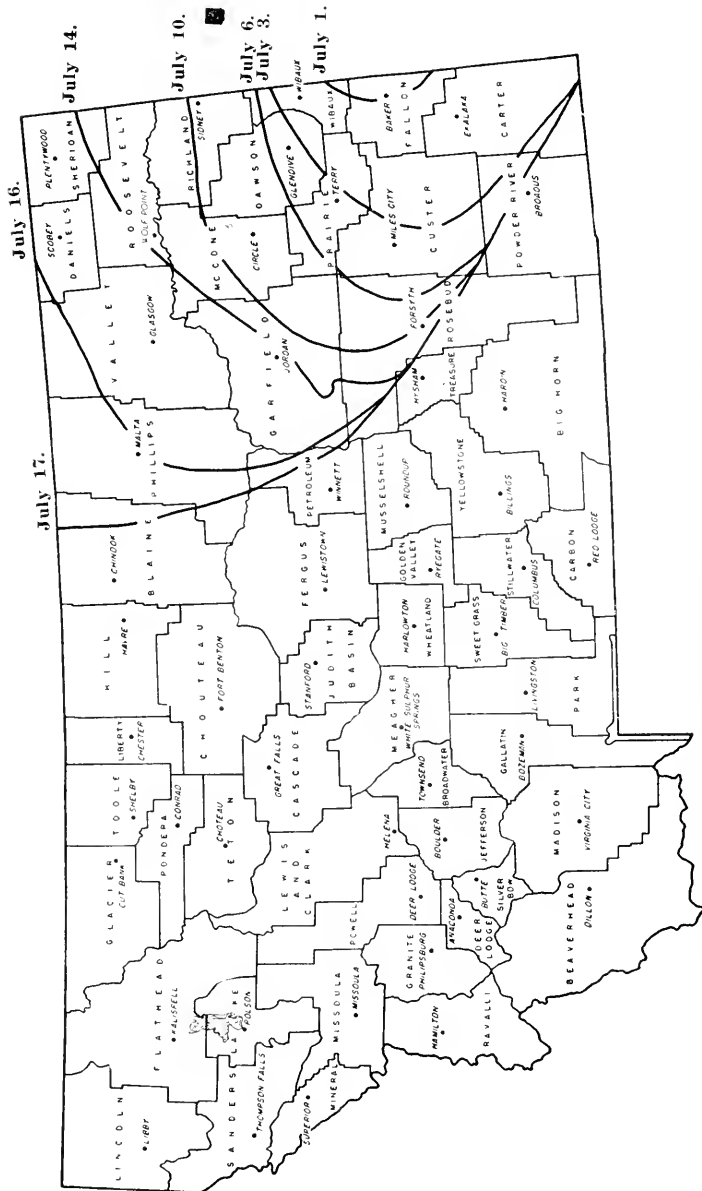 July 1.
July 3.
July 6.
July 10.
July 14.
July 16.
July 17.
LINCOLN
LIBBY
FLATHEAD
KALISPELL
GLACIER
CUT BANK
TOOLE
SHELBY
LIBERTY
CHESTER
HILL
HAVRE
BLAINE
CHINOOK
PHILLIPS
MALTA
VALLEY
GLASGOW
DANIELS
SCOBEY
SHERIDAN
PLENTYWOOD
ROOSEVELT
WOLF POINT
RICHLAND
SIDNEY
SANDERS
THOMPSON FALLS
LAKE
POLSON
PONDERA
CONRAD
TETON
CHOTEAU
CHOUTEAU
FORT BENTON
MCCONE
CIRCLE
DAWSON
GLENDIVE
WIBAUX
WIBAUX
GARFIELD
JORDAN
PETROLEUM
WINNETT
FERGUS
LEWISTOWN
JUDITH
BASIN
STANFORD
CASCADE
GREAT FALLS
LEWIS
AND
CLARK
HELENA
POWELL
DEER LODGE
MISSOULA
MISSOULA
MINERAL
SUPERIOR
GRANITE
PHILIPSBURG
RAVALLI
HAMILTON
DEER
LODGE
ANACONDA
SILVER
BOW
BUTTE
JEFFERSON
BOULDER
BROADWATER
TOWNSEND
MEAGHER
WHITE SULPHUR
SPRINGS
WHEATLAND
HARLOWTON
GOLDEN
VALLEY
RYEGATE
MUSSELSHELL
ROUNDUP
TREASURE
HYSHAM
ROSEBUD
FORSYTH
PRAIRIE
TERRY
CUSTER
MILES CITY
FALLON
BAKER
CARTER
EKALAKA
POWDER RIVER
BROADUS
BIG HORN
HARDIN
YELLOWSTONE
BILLINGS
STILLWATER
COLUMBUS
CARBON
RED LODGE
SWEET GRASS
BIG TIMBER
PARK
LIVINGSTON
GALLATIN
BOZEMAN
MADISON
VIRGINIA CITY
BEAVERHEAD
DILLON